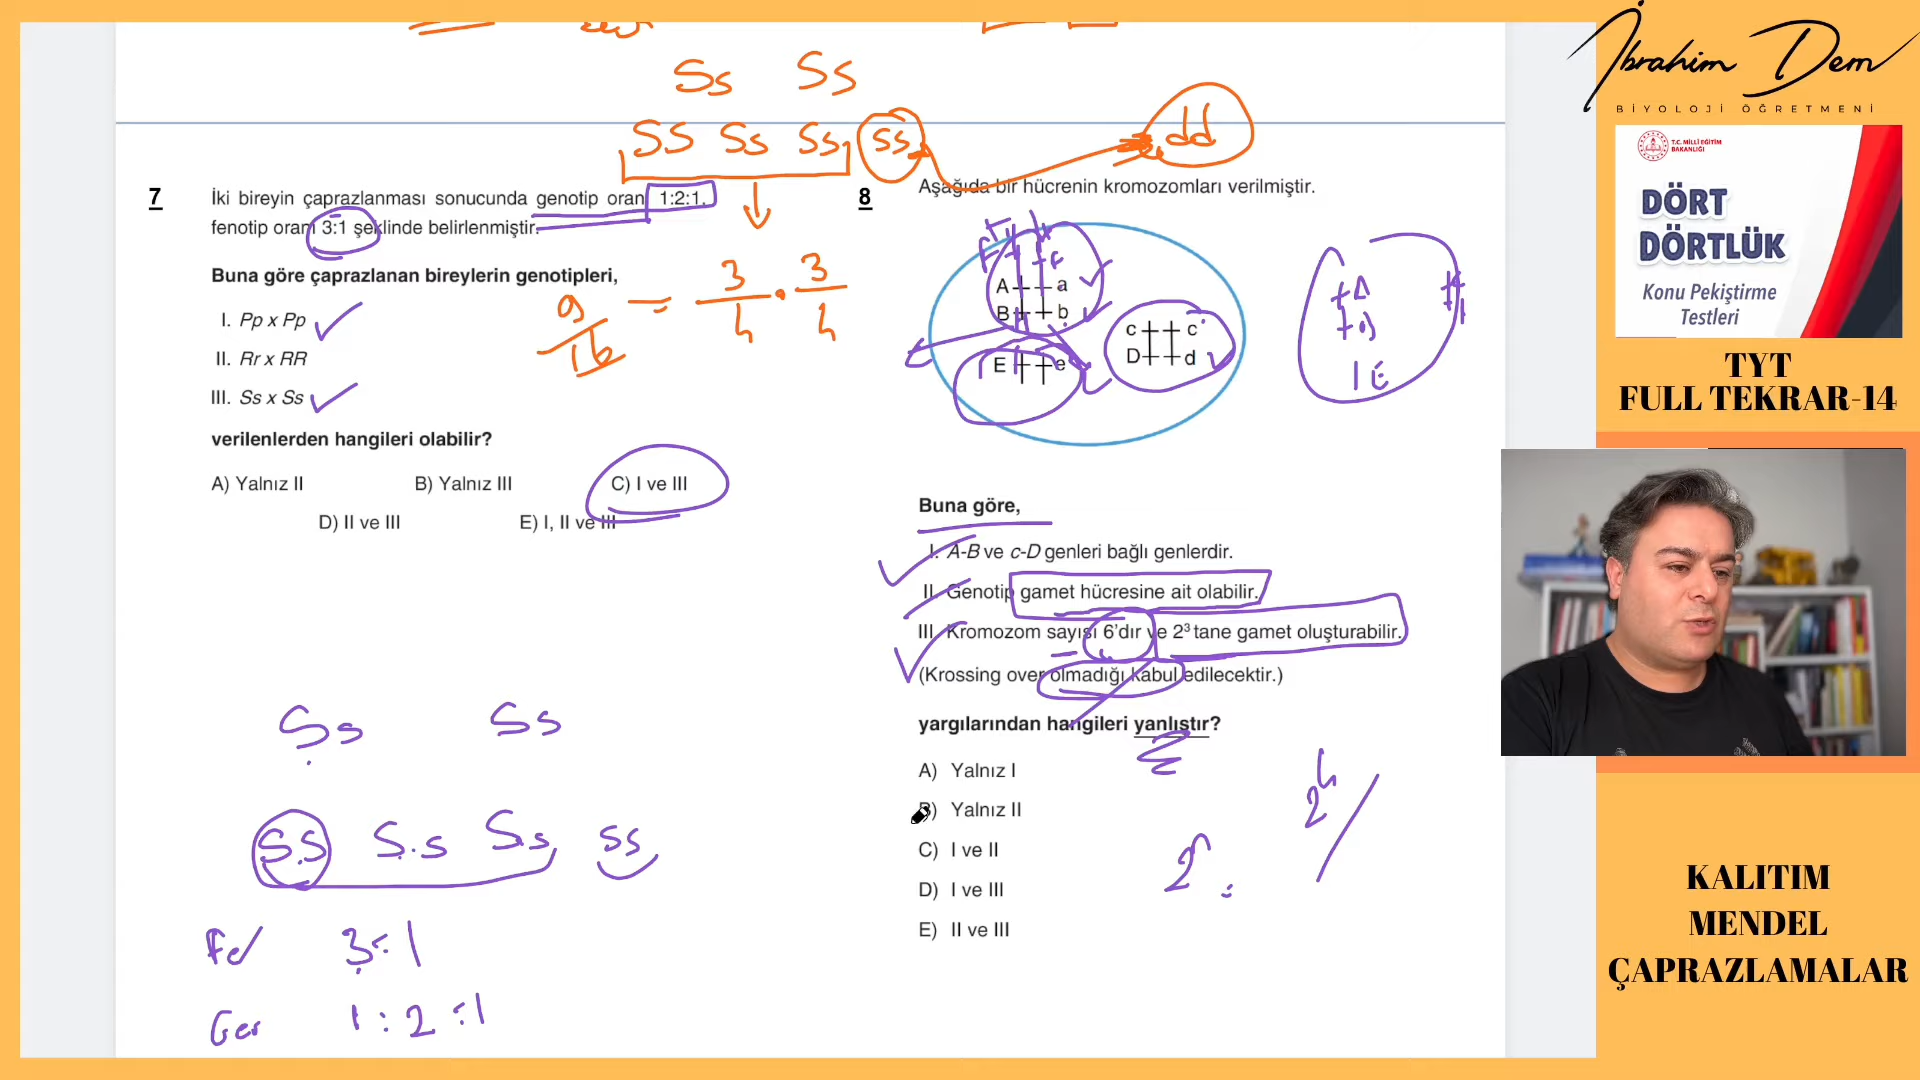 Ss Ss
SS Ss Ss ss dd
7
İki bireyin çaprazlanması sonucunda genotip oran 1:2:1,
fenotip oranı 3:1 şeklinde belirlenmiştir.
Buna göre çaprazlanan bireylerin genotipleri,
I. Pp x Pp
II. Rr x RR
III. Ss x Ss
verilenlerden hangileri olabilir?
A) Yalnız II B) Yalnız III C) I ve III
D) II ve III E) I, II ve III
9/16 = 3/4 · 3/4
Ss Ss
SS Ss Ss ss
3:1
1:2:1
8
Aşağıda bir hücrenin kromozomları verilmiştir.
A a
B b
E e
c c
D d
E
Buna göre,
I. A-B ve c-D genleri bağlı genlerdir.
II. Genotip gamet hücresine ait olabilir.
III. Kromozom sayısı 6'dır ve 2³ tane gamet oluşturabilir.
(Krossing over olmadığı kabul edilecektir.)
yargılarından hangileri yanlıştır?
A) Yalnız I
B) Yalnız II
C) I ve II
D) I ve III
E) II ve III
İbrahim Dem
BİYOLOJİ ÖĞRETMENİ
T.C. MİLLÎ EĞİTİM
BAKANLIĞI
DÖRT
DÖRTLÜK
Konu Pekiştirme
Testleri
TYT
FULL TEKRAR-14
KALITIM
MENDEL
ÇAPRAZLAMALAR